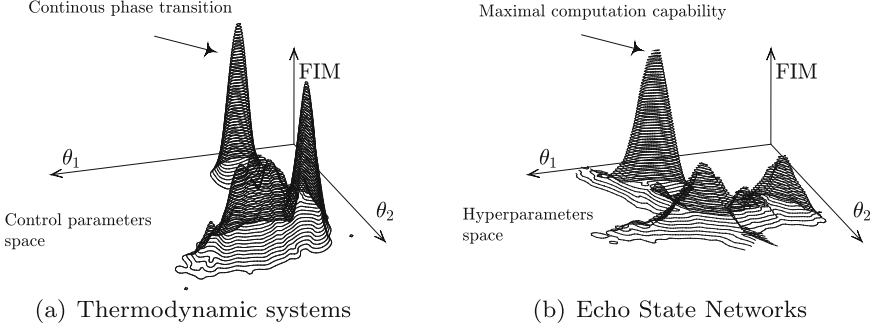 Continous phase transition
FIM
θ1
θ2
Control parameters
space
(a) Thermodynamic systems
Maximal computation capability
FIM
θ1
θ2
Hyperparameters
space
(b) Echo State Networks